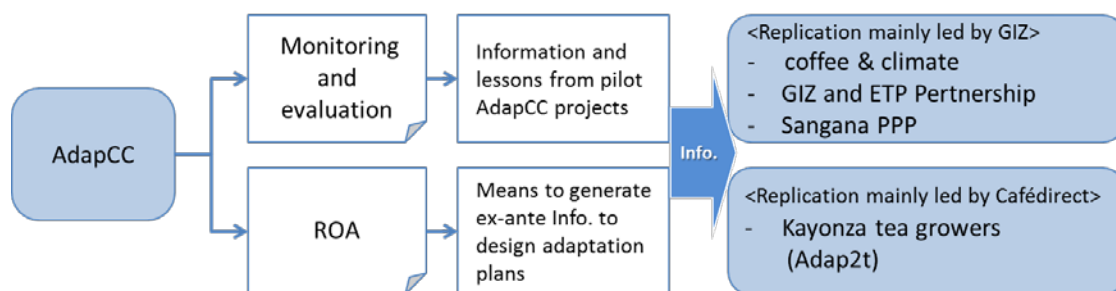 AdapCC
Monitoring
and
evaluation
Information and
lessons from pilot
AdapCC projects
ROA
Means to generate
ex-ante Info. to
design adaptation
plans
Info.
<Replication mainly led by GIZ>
- coffee & climate
- GIZ and ETP Pertnership
- Sangana PPP
<Replication mainly led by Cafédirect>
- Kayonza tea growers
(Adap2t)